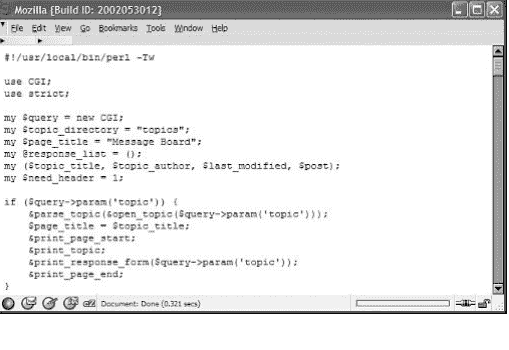 Mozilla {Build ID: 2002053012}
File Edit View Go Bookmarks Tools Window Help
#!/usr/local/bin/perl -Tw
use CGI;
use strict;
my $query = new CGI;
my $topic_directory = "topics";
my $page_title = "Message Board";
my @response_list = ();
my ($topic_title, $topic_author, $last_modified, $post);
my $need_header = 1;
if ($query->param('topic')) {
&parse_topic(&open_topic($query->param('topic')));
$page_title = $topic_title;
&print_page_start;
&print_topic;
&print_response_form($query->param('topic'));
&print_page_end;
}
Document: Done (0.321 secs)